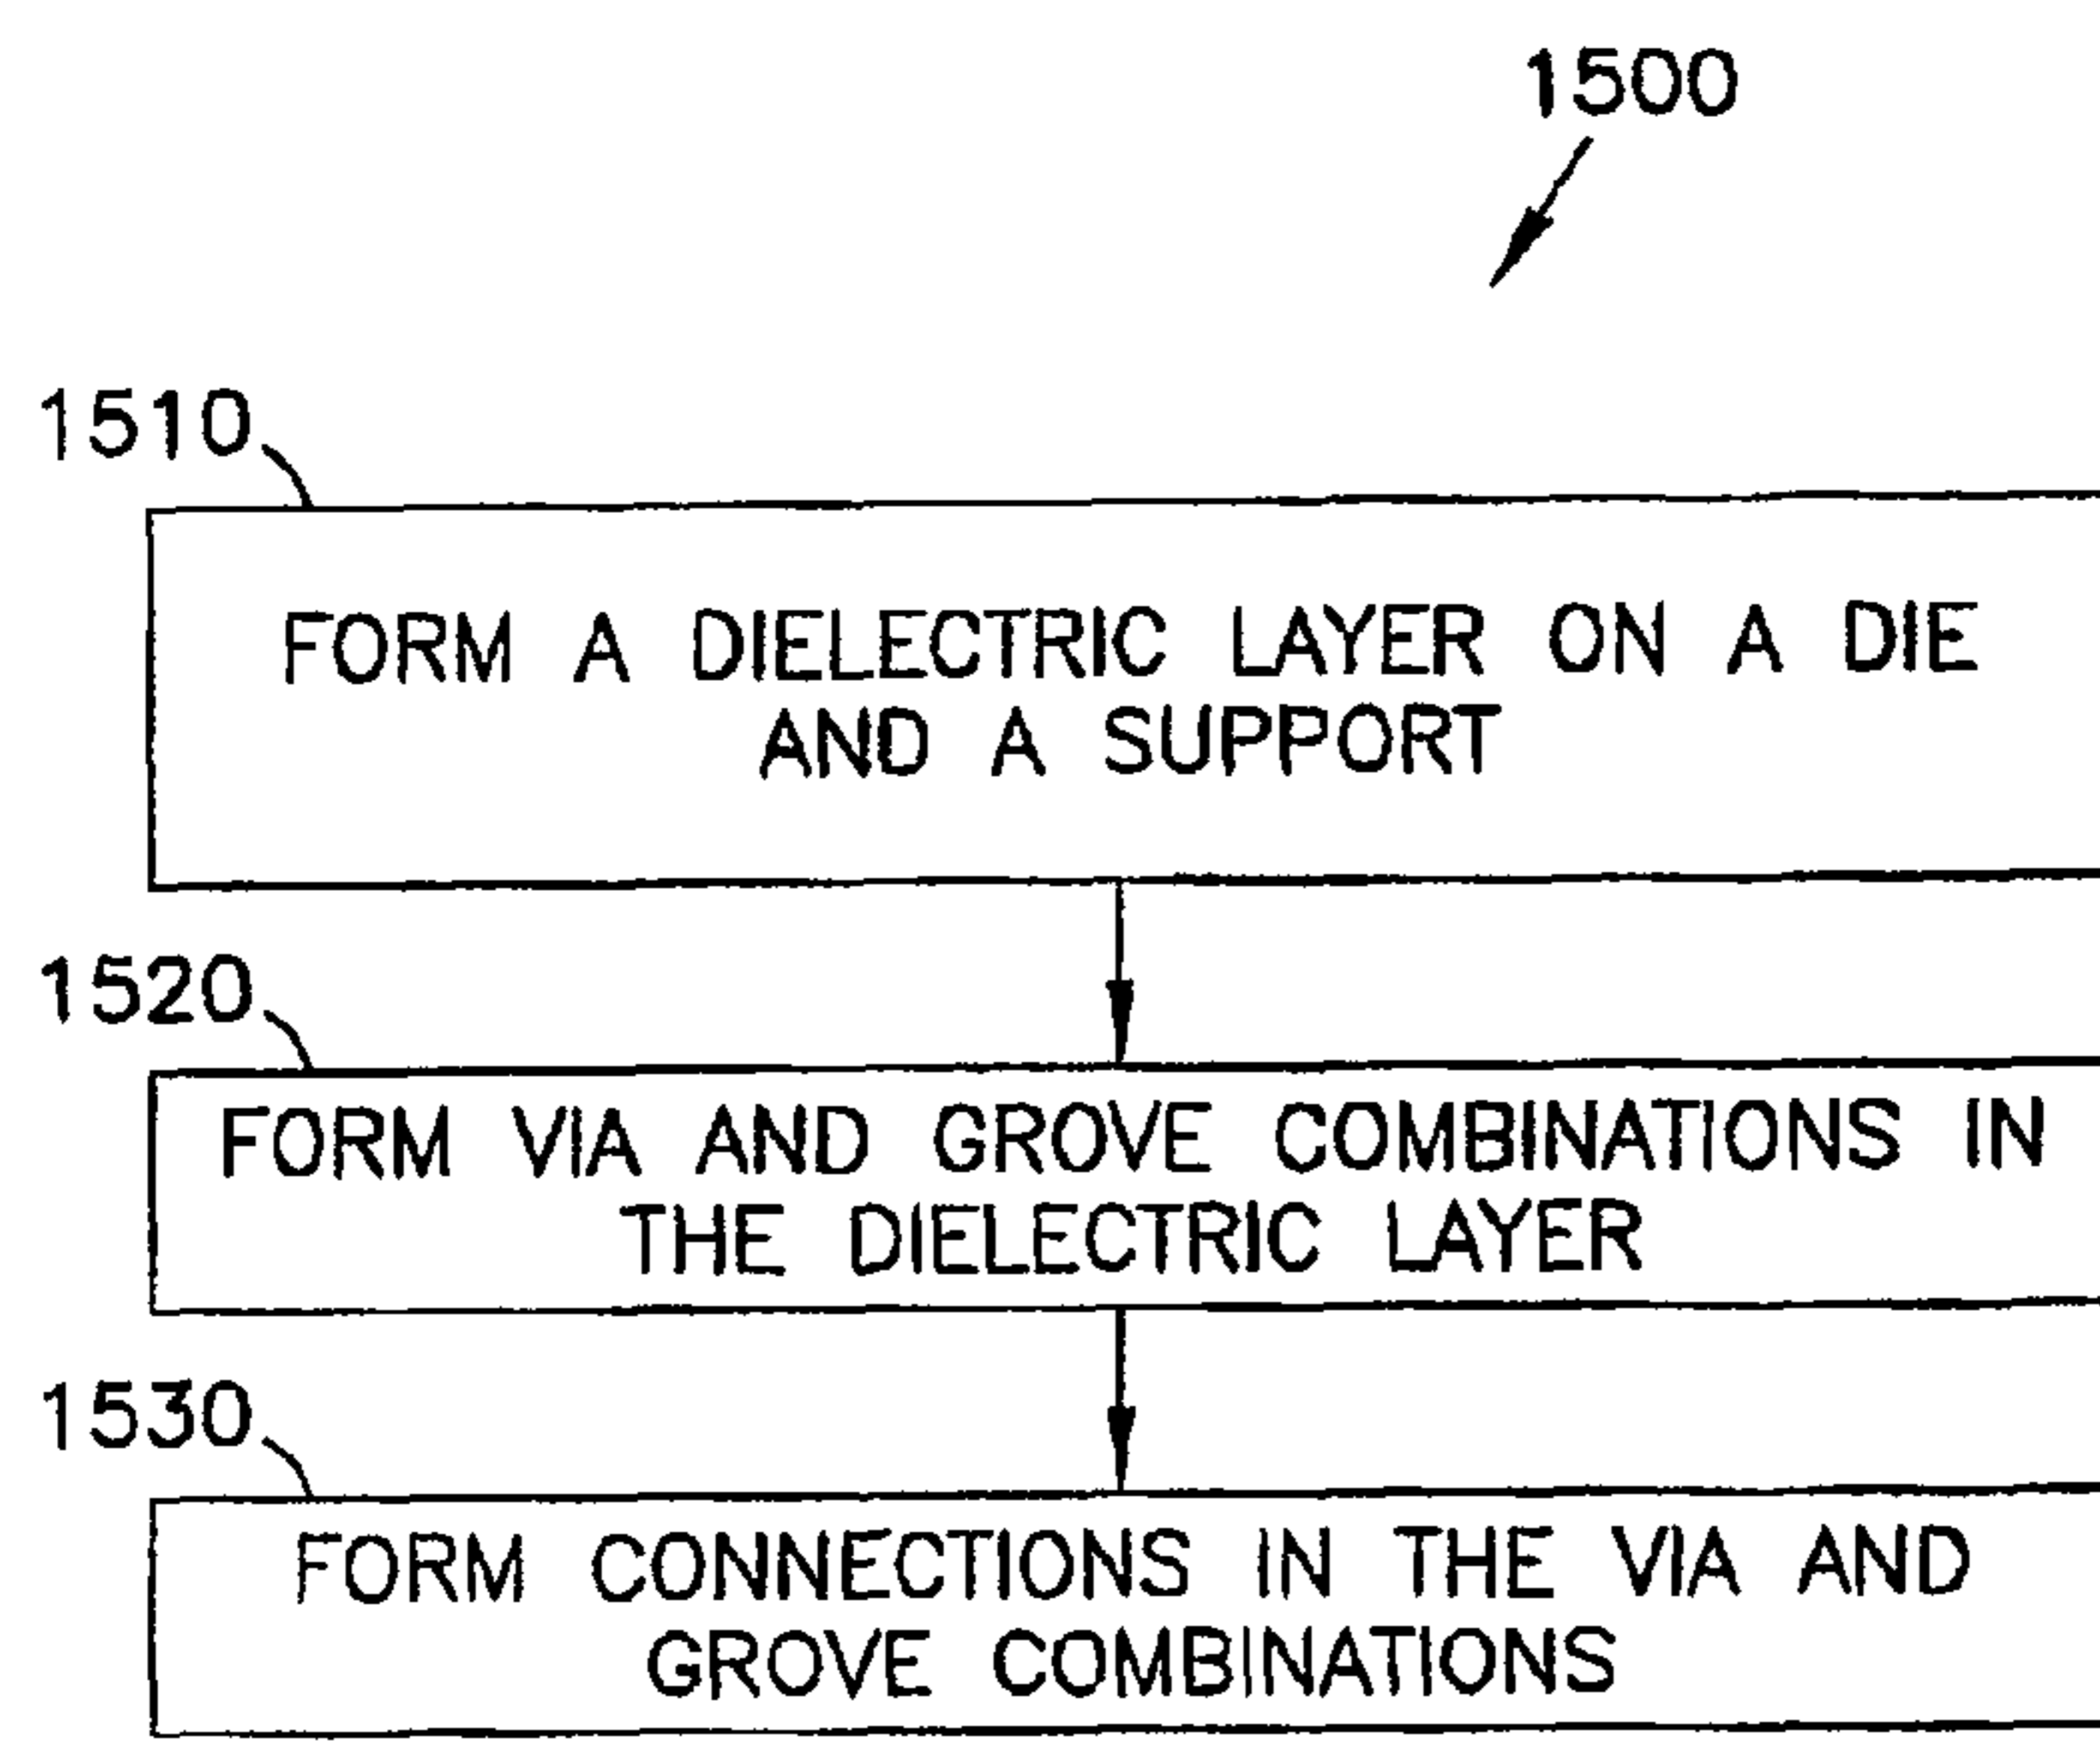 1500
1510
FORM A DIELECTRIC LAYER ON A DIE
AND A SUPPORT
1520
FORM VIA AND GROVE COMBINATIONS IN
THE DIELECTRIC LAYER
1530
FORM CONNECTIONS IN THE VIA AND
GROVE COMBINATIONS